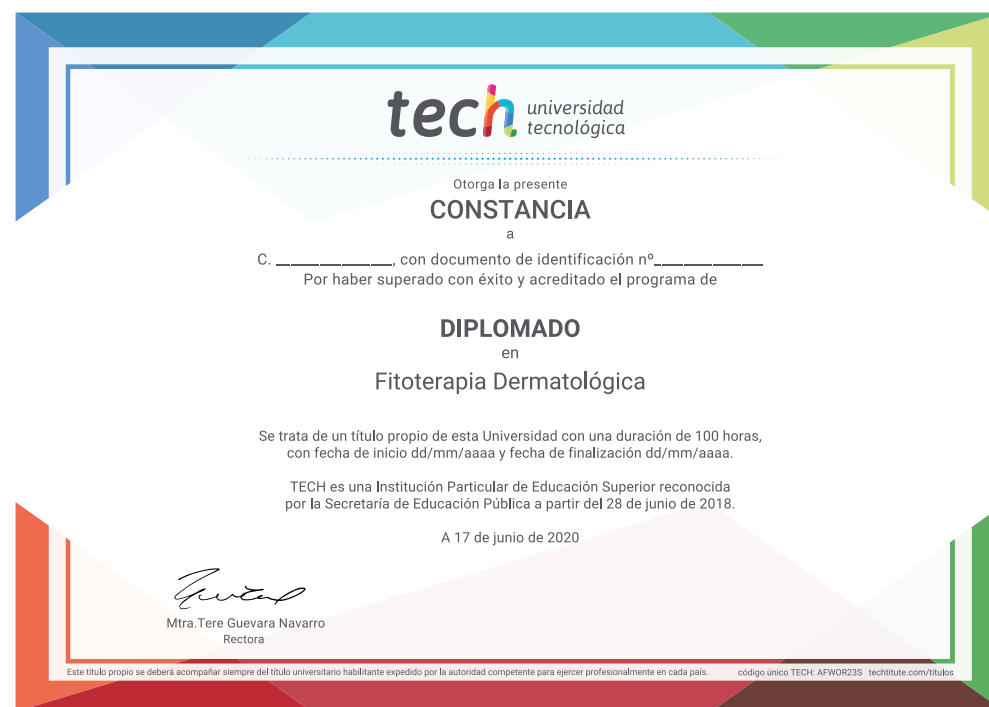 tech universidad
tecnológica
Otorga la presente
CONSTANCIA
a
C. ______________, con documento de identificación nº_____________
Por haber superado con éxito y acreditado el programa de
DIPLOMADO
en
Fitoterapia Dermatológica
Se trata de un título propio de esta Universidad con una duración de 100 horas,
con fecha de inicio dd/mm/aaaa y fecha de finalización dd/mm/aaaa.
TECH es una Institución Particular de Educación Superior reconocida
por la Secretaría de Educación Pública a partir del 28 de junio de 2018.
A 17 de junio de 2020
Mtra.Tere Guevara Navarro
Rectora
Este título propio se deberá acompañar siempre del título universitario habilitante expedido por la autoridad competente para ejercer profesionalmente en cada país. código único TECH: AFWOR23S techtitute.com/titulos